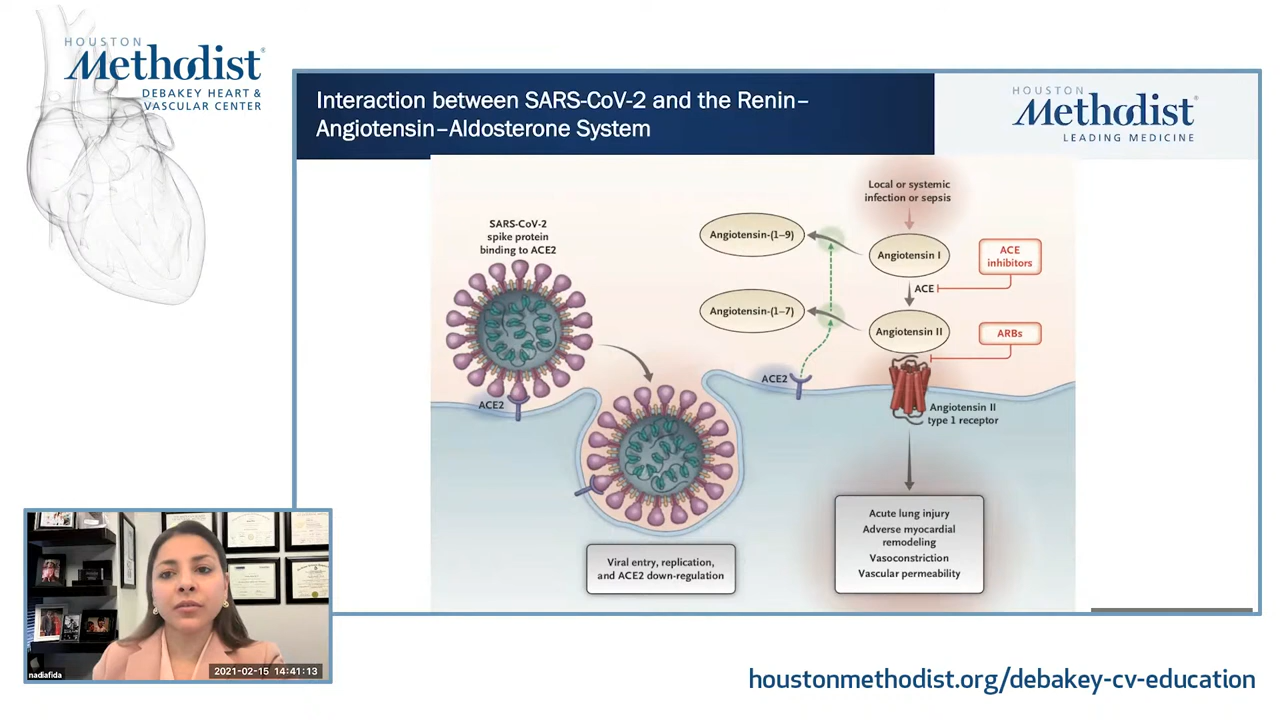 HOUSTON
Methodist®
DEBAKEY HEART &
VASCULAR CENTER
Interaction between SARS-CoV-2 and the Renin–
Angiotensin–Aldosterone System
HOUSTON
Methodist®
LEADING MEDICINE
SARS-CoV-2
spike protein
binding to ACE2
ACE2
Viral entry, replication,
and ACE2 down-regulation
Local or systemic
infection or sepsis
Angiotensin-(1–9)
Angiotensin I
ACE
inhibitors
ACE
Angiotensin-(1–7)
Angiotensin II
ARBs
ACE2
Angiotensin II
type 1 receptor
Acute lung injury
Adverse myocardial
remodeling
Vasoconstriction
Vascular permeability
nadiafida
2021-02-15 14:41:13
houstonmethodist.org/debakey-cv-education